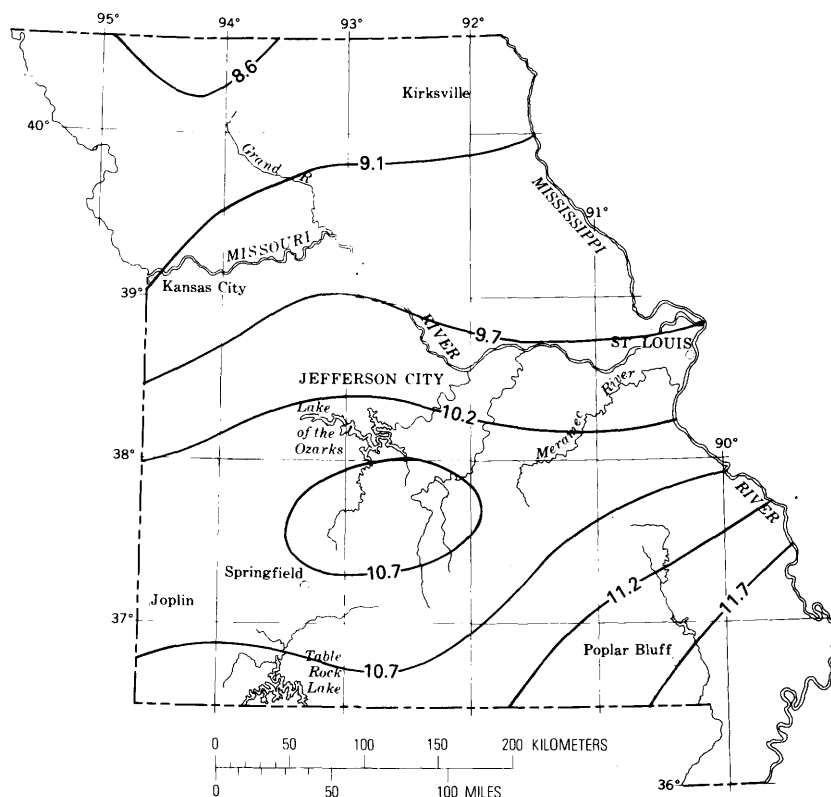 95°
94°
93°
92°
8.6
Kirksville
40°
Grand R
9.1
MISSISSIPPI
91°
MISSOURI
Kansas City
39°
RIVER
9.7
ST LOUIS
JEFFERSON CITY
Lake
of the
Ozarks
10.2
Meramec River
38°
90°
RIVER
Springfield
10.7
11.2
11.7
Joplin
37°
Table
Rock
Lake
10.7
Poplar Bluff
0 50 100 150 200 KILOMETERS
0 50 100 MILES
36°